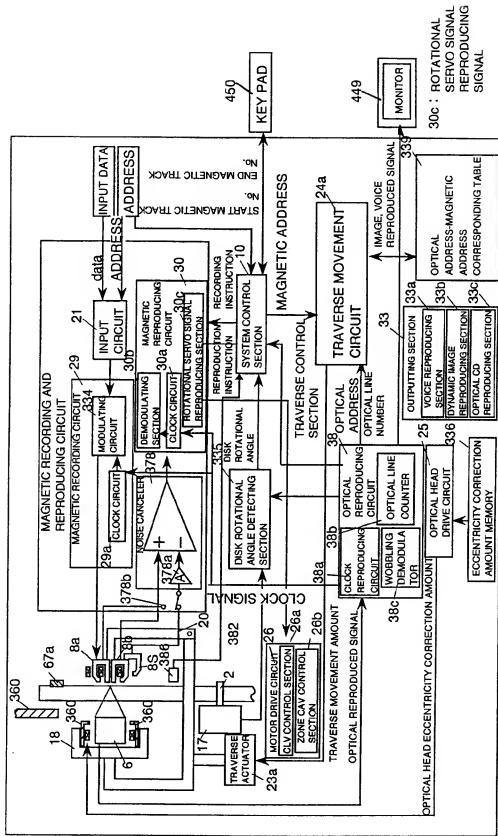 450
KEY PAD
449
MONITOR
30c : ROTATIONAL
SERVO SIGNAL
REPRODUCING
SIGNAL
INPUT DATA
ADDRESS
data
ADDRESS
START MAGNETIC TRACK No.
END MAGNETIC TRACK No.
MAGNETIC RECORDING AND
REPRODUCING CIRCUIT
21
INPUT
CIRCUIT
30b
29
MAGNETIC RECORDING CIRCUIT
334
MODULATING
CIRCUIT
CLOCK CIRCUIT
29a
30
MAGNETIC REPRODUCING
CIRCUIT
30a
30c
DEMODULATING
SECTION
CLOCK CIRCUIT
ROTATIONAL SERVO SIGNAL
REPRODUCING SECTION
378
NOISE CANCELER
+
−
A
378a
378b
RECORDING
INSTRUCTION
REPRODUCTION
INSTRUCTION
10
SYSTEM CONTROL
SECTION
MAGNETIC ADDRESS
24a
TRAVERSE MOVEMENT
CIRCUIT
TRAVERSE CONTROL
SECTION
IMAGE, VOICE
REPRODUCED SIGNAL
339
OPTICAL
ADDRESS-MAGNETIC
ADDRESS
CORRESPONDING TABLE
335
DISK
ROTATIONAL
ANGLE
DISK ROTATIONAL
ANGLE DETECTING
SECTION
OPTICAL
ADDRESS
OPTICAL LINE
NUMBER
33
33a
33b
33c
OUTPUTTING SECTION
VOICE REPRODUCING
SECTION
DYNAMIC IMAGE
REPRODUCING SECTION
OPTICAL CD
REPRODUCING SECTION
38
OPTICAL
REPRODUCING
CIRCUIT
38b
OPTICAL LINE
COUNTER
38a
CLOCK
REPRODUCING
CIRCUIT
WOBBLING
DEMODULA
TOR
38c
25
OPTICAL HEAD
DRIVE CIRCUIT
336
ECCENTRICITY CORRECTION
AMOUNT MEMORY
CLOCK SIGNAL
8a
67a
8b
8S
20
386
382
360
360
360
18
6
2
17
26
26a
26b
MOTOR DRIVE CIRCUIT
CLV CONTROL SECTION
ZONE CAV CONTROL
SECTION
TRAVERSE
ACTUATOR
23a
TRAVERSE MOVEMENT AMOUNT
OPTICAL REPRODUCED SIGNAL
OPTICAL HEAD ECCENTRICITY CORRECTION AMOUNT